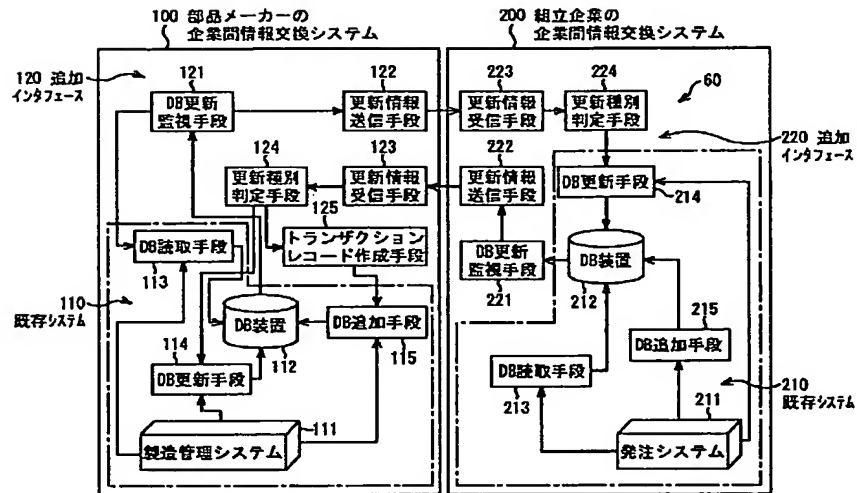 100 部品メーカーの
企業間情報交換システム
200 組立企業の
企業間情報交換システム
120 追加
インタフェース
121
DB更新
監視手段
122
更新情報
送信手段
223
更新情報
受信手段
224
更新種別
判定手段
60
220 追加
インタフェース
124
更新種別
判定手段
123
更新情報
受信手段
222
更新情報
送信手段
DB更新手段
214
125
トランザクション
レコード作成手段
DB読取手段
113
DB更新
監視手段
221
DB装置
212
110
既存システム
DB装置
112
DB追加手段
115
215
DB追加手段
114
DB更新手段
DB読取手段
213
210
既存システム
111
製造管理システム
211
発注システム